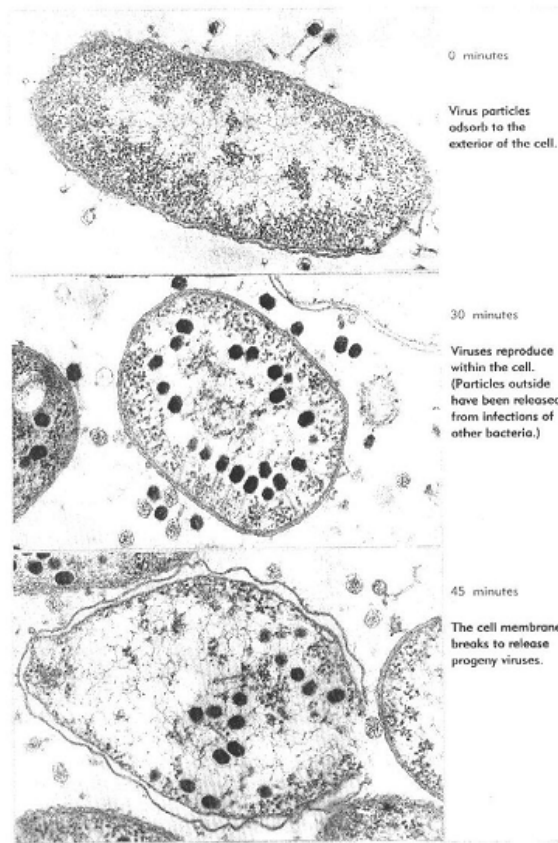 0 minutes
Virus particles
adsorb to the
exterior of the cell.
30 minutes
Viruses reproduce
within the cell.
(Particles outside
have been released
from infections of
other bacteria.)
45 minutes
The cell membrane
breaks to release
progeny viruses.